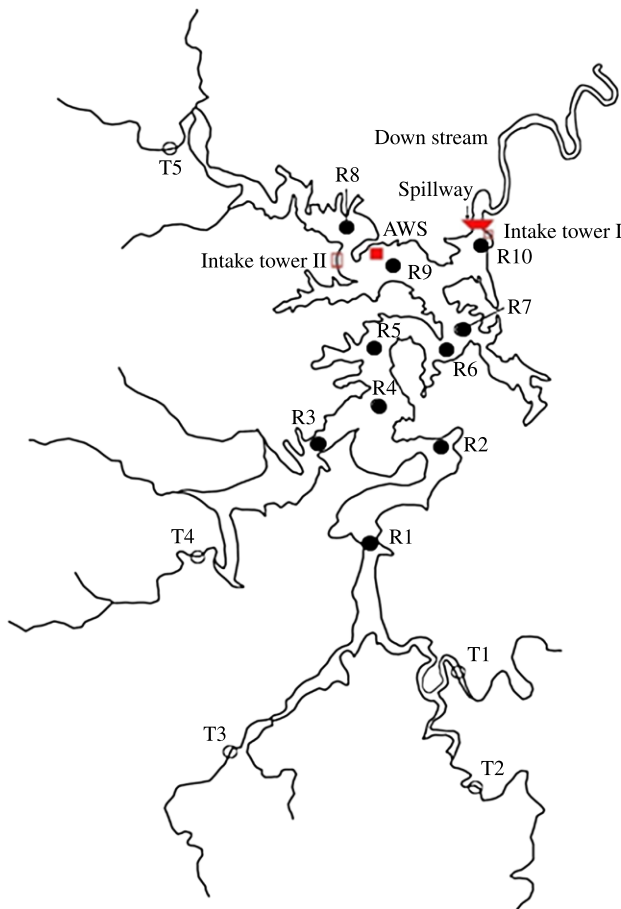 Down stream
T5
R8
Spillway
AWS
Intake tower I
Intake tower II
R10
R9
R7
R5
R6
R4
R3
R2
T4
R1
T1
T3
T2